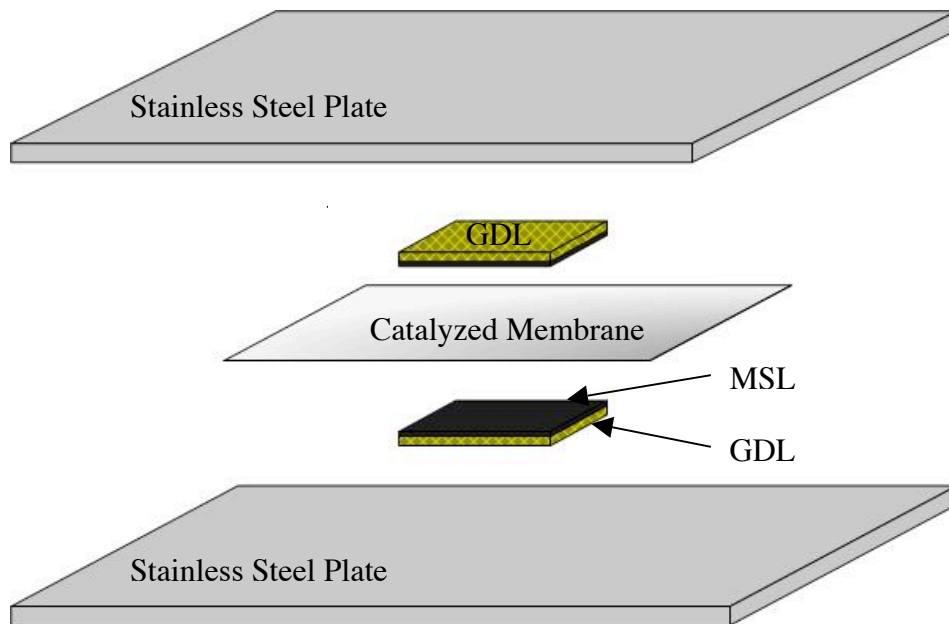 Stainless Steel Plate
GDL
Catalyzed Membrane
MSL
GDL
Stainless Steel Plate